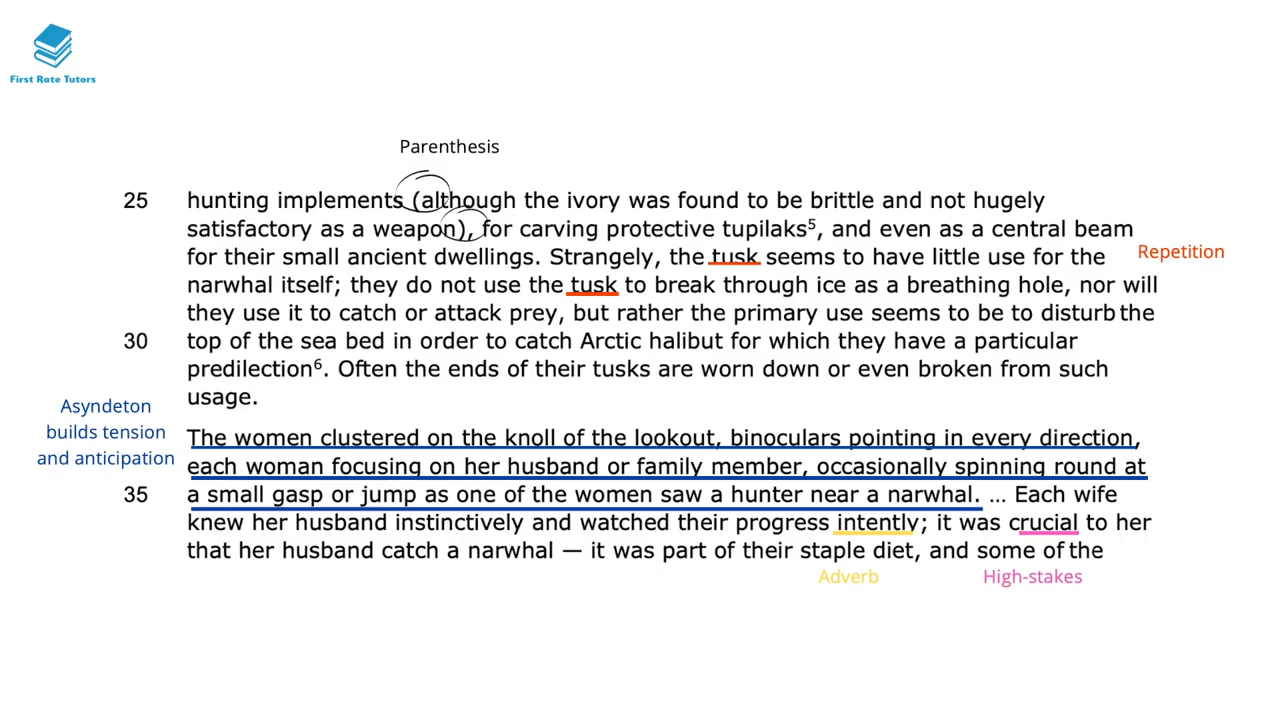 First Rate Tutors
Parenthesis
25 hunting implements (although the ivory was found to be brittle and not hugely
satisfactory as a weapon), for carving protective tupilaks⁵, and even as a central beam
for their small ancient dwellings. Strangely, the tusk seems to have little use for the
Repetition
narwhal itself; they do not use the tusk to break through ice as a breathing hole, nor will
they use it to catch or attack prey, but rather the primary use seems to be to disturb the
30 top of the sea bed in order to catch Arctic halibut for which they have a particular
predilection⁶. Often the ends of their tusks are worn down or even broken from such
usage.
Asyndeton
builds tension
and anticipation
The women clustered on the knoll of the lookout, binoculars pointing in every direction,
each woman focusing on her husband or family member, occasionally spinning round at
35 a small gasp or jump as one of the women saw a hunter near a narwhal. ... Each wife
knew her husband instinctively and watched their progress intently; it was crucial to her
that her husband catch a narwhal — it was part of their staple diet, and some of the
Adverb
High-stakes